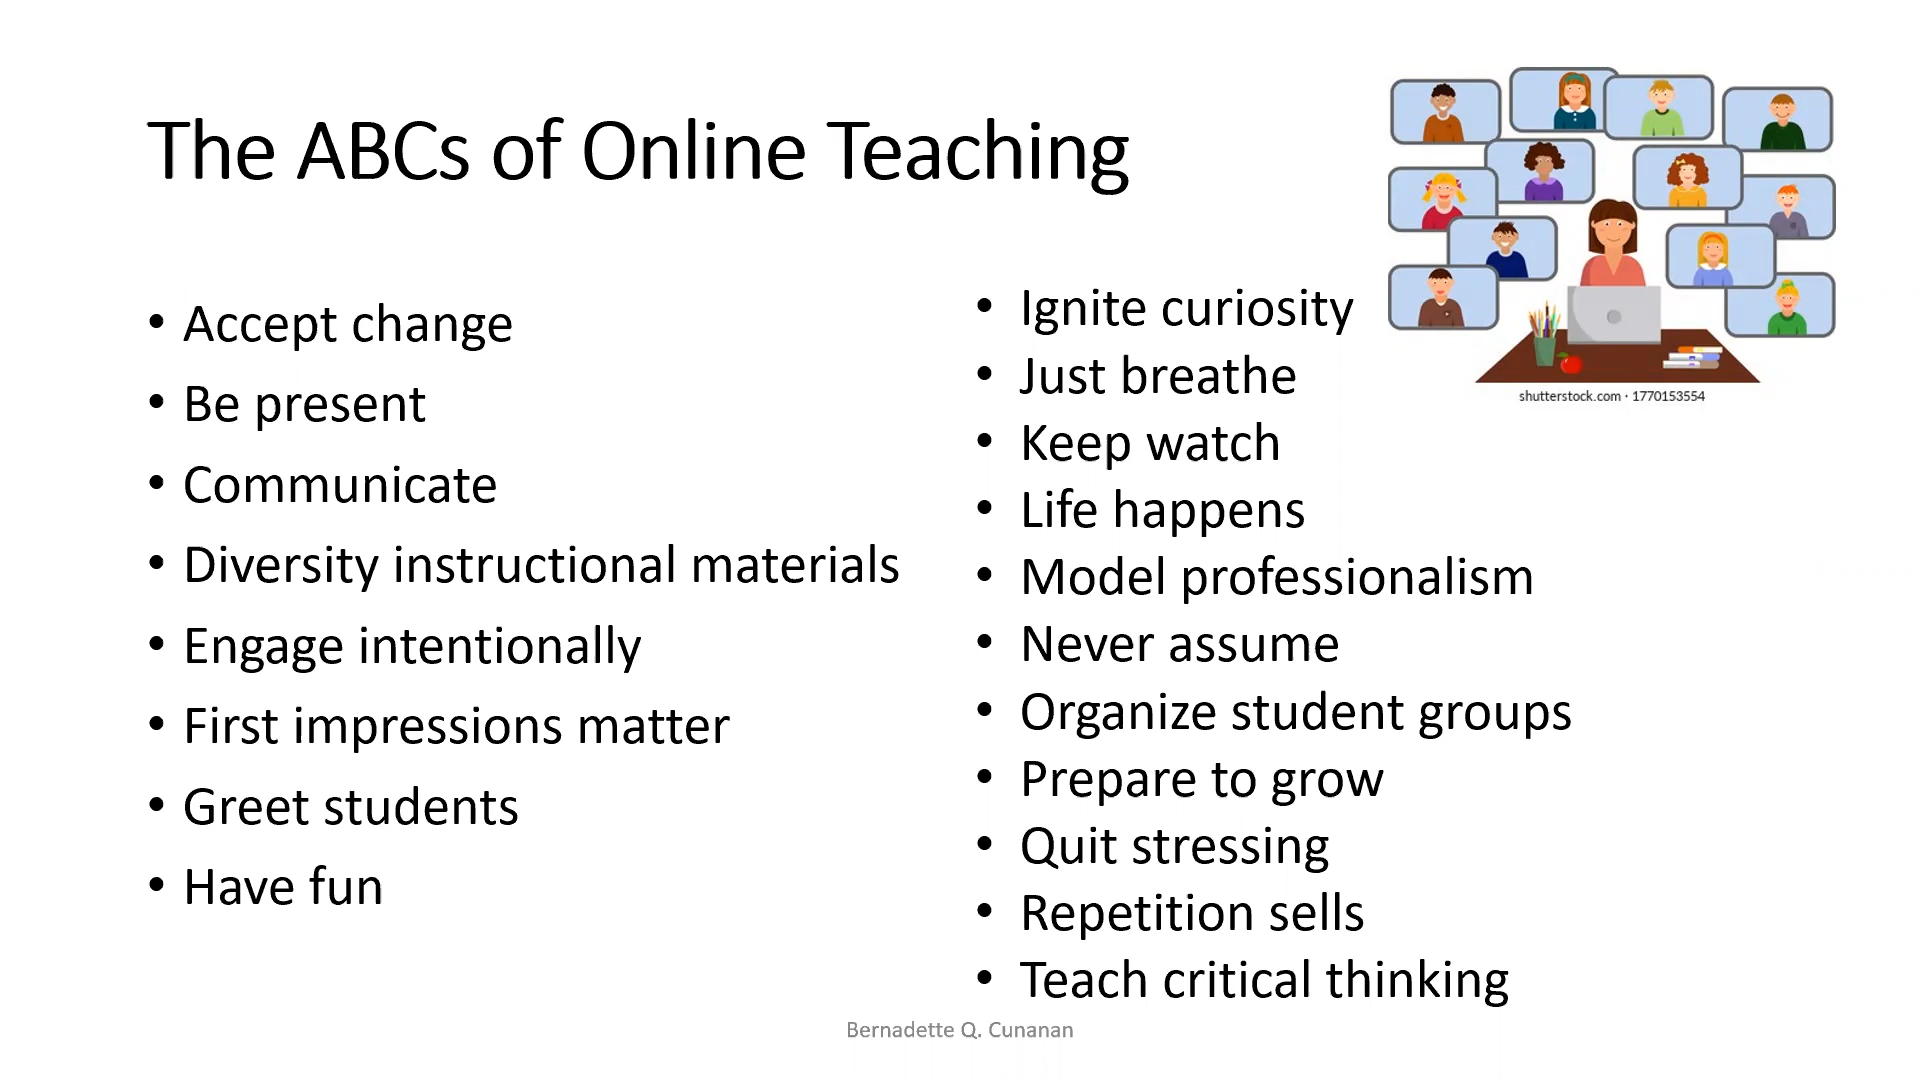 The ABCs of Online Teaching
• Accept change
• Be present
• Communicate
• Diversity instructional materials
• Engage intentionally
• First impressions matter
• Greet students
• Have fun
• Ignite curiosity
• Just breathe
• Keep watch
• Life happens
• Model professionalism
• Never assume
• Organize student groups
• Prepare to grow
• Quit stressing
• Repetition sells
• Teach critical thinking
shutterstock.com · 1770153554
Bernadette Q. Cunanan